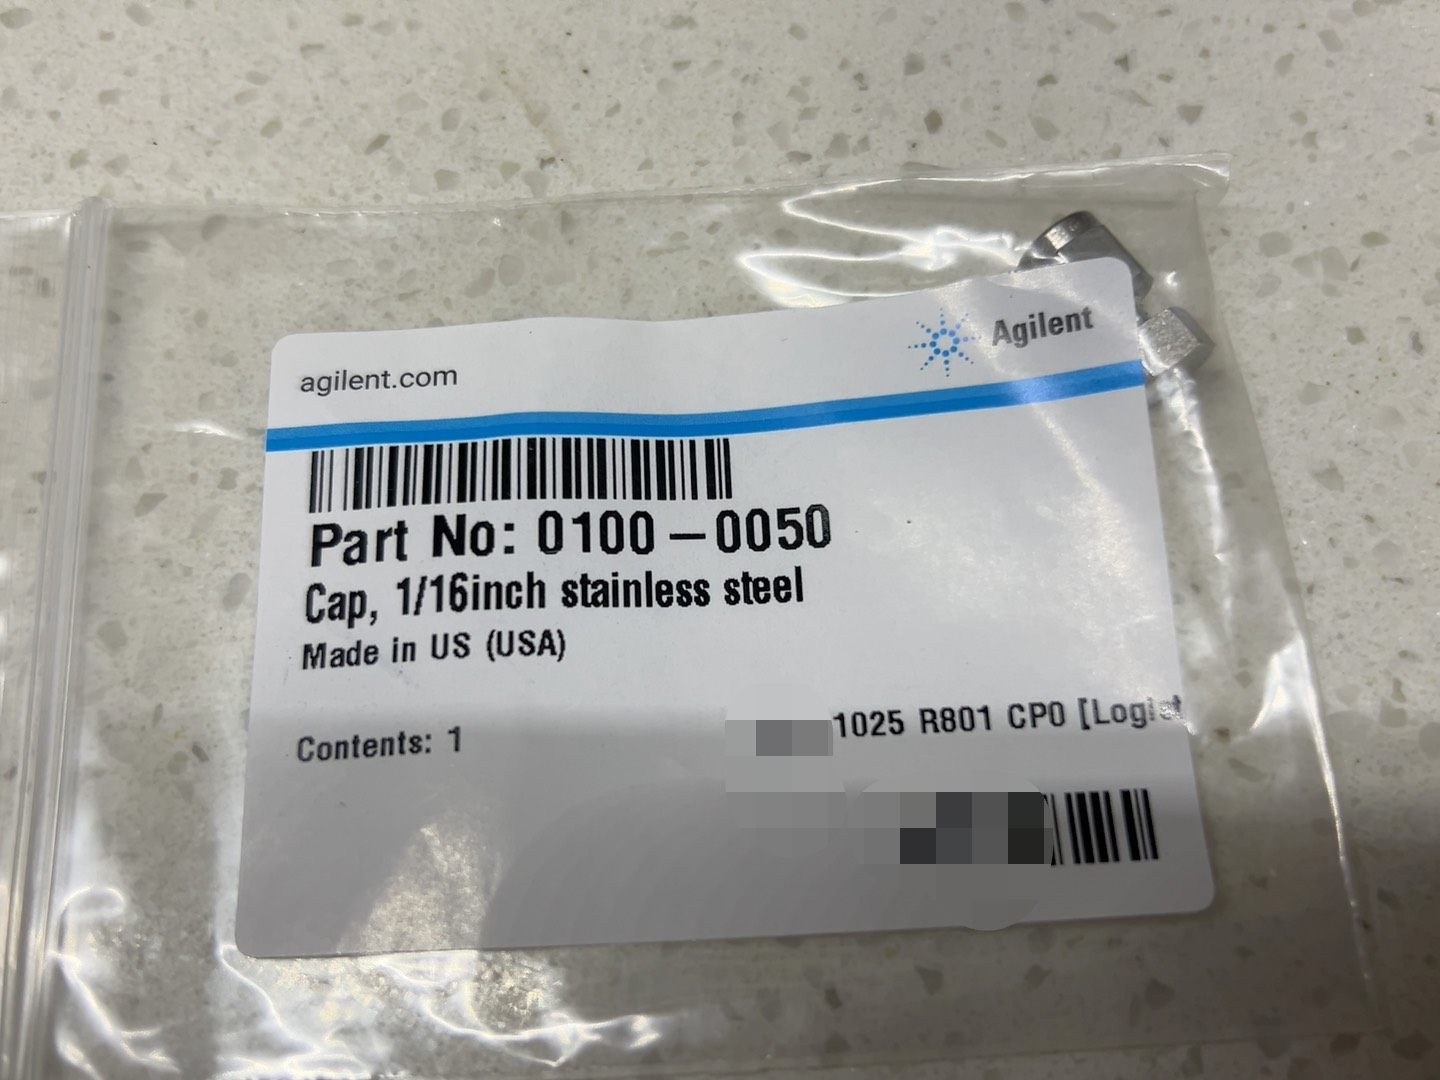 agilent.com
Agilent
Part No: 0100-0050
Cap, 1/16inch stainless steel
Made in US (USA)
Contents: 1
1025 R801 CP0 [Logist